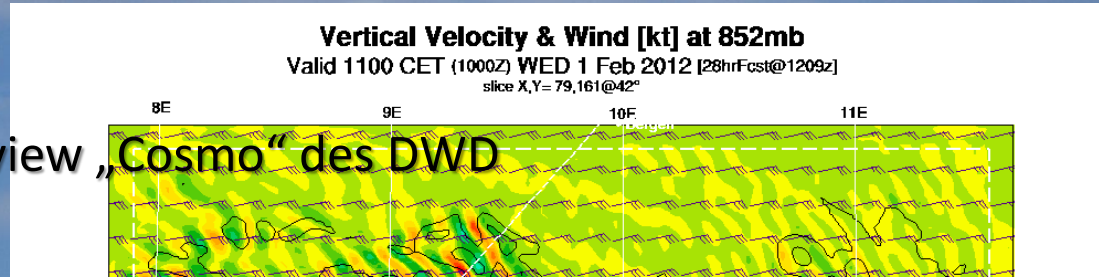 Vertical Velocity & Wind [kt] at 852mb
Valid 1100 CET (1000Z) WED 1 Feb 2012 [28hrFcst@1209z]
slice X,Y= 79,161@42°
8E 9E 10E 11E
Bergen
view „Cosmo“ des DWD